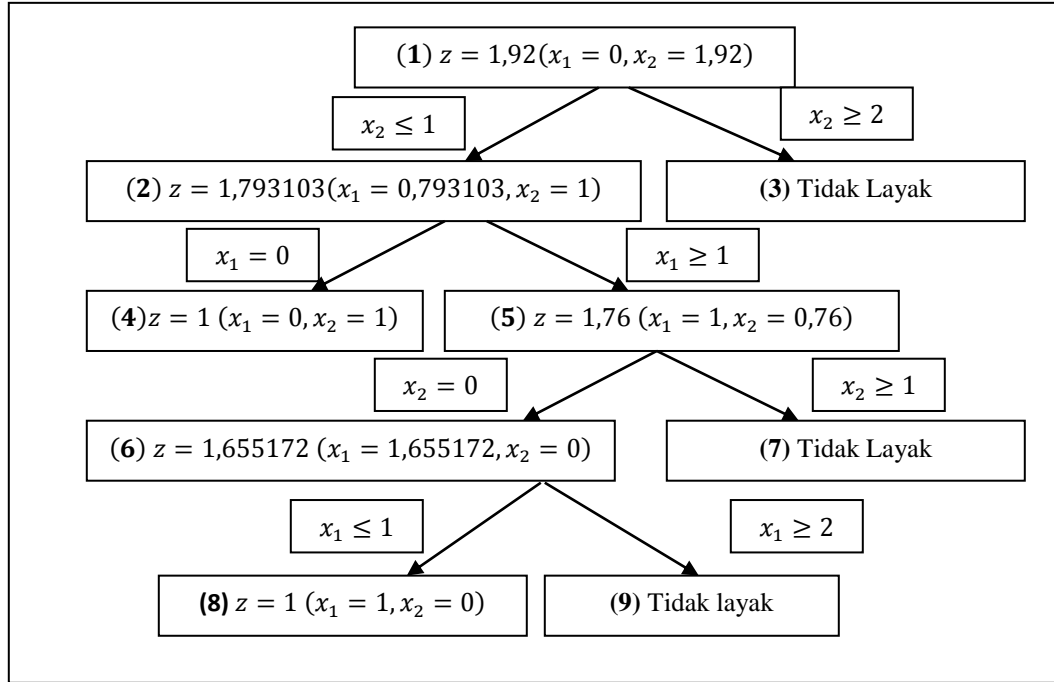 (1) 𝑧 = 1,92(𝑥₁ = 0, 𝑥₂ = 1,92)
𝑥₂ ≤ 1
𝑥₂ ≥ 2
(2) 𝑧 = 1,793103(𝑥₁ = 0,793103, 𝑥₂ = 1)
(3) Tidak Layak
𝑥₁ = 0
𝑥₁ ≥ 1
(4)𝑧 = 1 (𝑥₁ = 0, 𝑥₂ = 1)
(5) 𝑧 = 1,76 (𝑥₁ = 1, 𝑥₂ = 0,76)
𝑥₂ = 0
𝑥₂ ≥ 1
(6) 𝑧 = 1,655172 (𝑥₁ = 1,655172, 𝑥₂ = 0)
(7) Tidak Layak
𝑥₁ ≤ 1
𝑥₁ ≥ 2
(8) 𝑧 = 1 (𝑥₁ = 1, 𝑥₂ = 0)
(9) Tidak layak